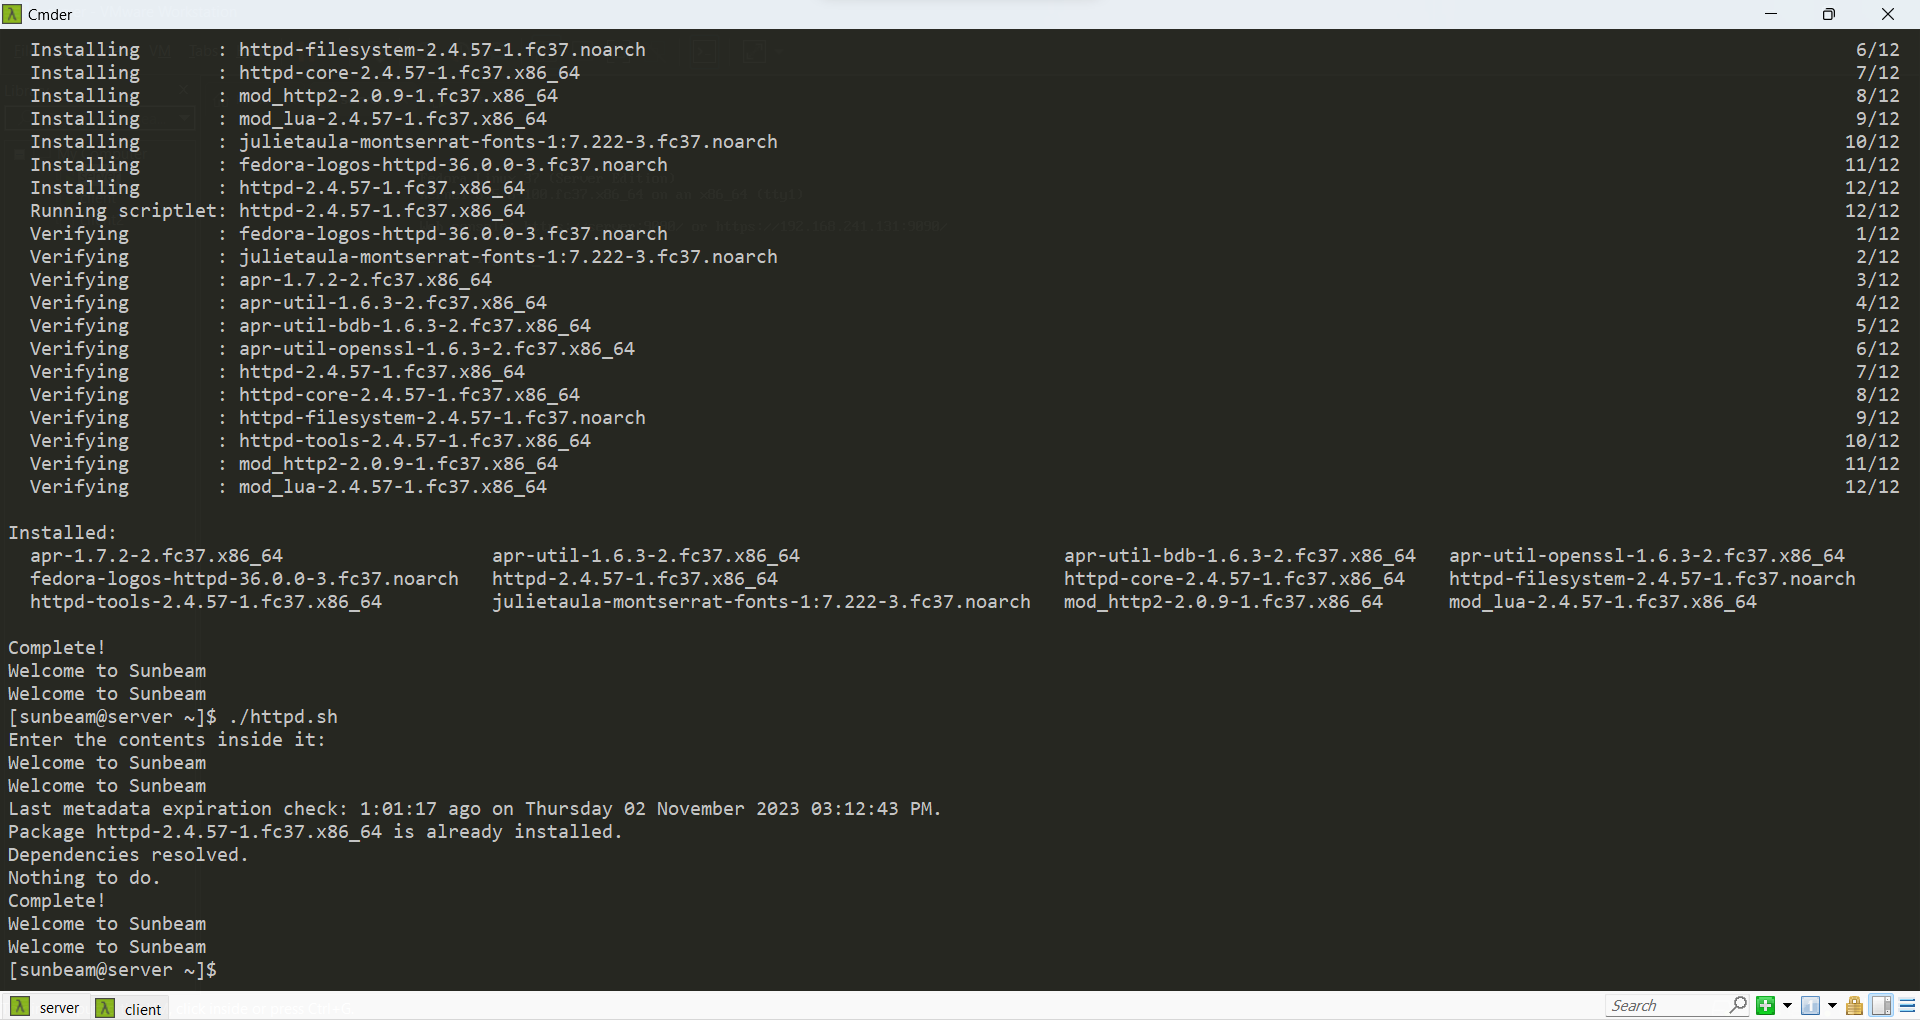 Cmder
Installing : httpd-filesystem-2.4.57-1.fc37.noarch 6/12
Installing : httpd-core-2.4.57-1.fc37.x86_64 7/12
Installing : mod_http2-2.0.9-1.fc37.x86_64 8/12
Installing : mod_lua-2.4.57-1.fc37.x86_64 9/12
Installing : julietaula-montserrat-fonts-1:7.222-3.fc37.noarch 10/12
Installing : fedora-logos-httpd-36.0.0-3.fc37.noarch 11/12
Installing : httpd-2.4.57-1.fc37.x86_64 12/12
Running scriptlet: httpd-2.4.57-1.fc37.x86_64 12/12
Verifying : fedora-logos-httpd-36.0.0-3.fc37.noarch 1/12
Verifying : julietaula-montserrat-fonts-1:7.222-3.fc37.noarch 2/12
Verifying : apr-1.7.2-2.fc37.x86_64 3/12
Verifying : apr-util-1.6.3-2.fc37.x86_64 4/12
Verifying : apr-util-bdb-1.6.3-2.fc37.x86_64 5/12
Verifying : apr-util-openssl-1.6.3-2.fc37.x86_64 6/12
Verifying : httpd-2.4.57-1.fc37.x86_64 7/12
Verifying : httpd-core-2.4.57-1.fc37.x86_64 8/12
Verifying : httpd-filesystem-2.4.57-1.fc37.noarch 9/12
Verifying : httpd-tools-2.4.57-1.fc37.x86_64 10/12
Verifying : mod_http2-2.0.9-1.fc37.x86_64 11/12
Verifying : mod_lua-2.4.57-1.fc37.x86_64 12/12
Installed:
apr-1.7.2-2.fc37.x86_64 apr-util-1.6.3-2.fc37.x86_64 apr-util-bdb-1.6.3-2.fc37.x86_64 apr-util-openssl-1.6.3-2.fc37.x86_64
fedora-logos-httpd-36.0.0-3.fc37.noarch httpd-2.4.57-1.fc37.x86_64 httpd-core-2.4.57-1.fc37.x86_64 httpd-filesystem-2.4.57-1.fc37.noarch
httpd-tools-2.4.57-1.fc37.x86_64 julietaula-montserrat-fonts-1:7.222-3.fc37.noarch mod_http2-2.0.9-1.fc37.x86_64 mod_lua-2.4.57-1.fc37.x86_64
Complete!
Welcome to Sunbeam
Welcome to Sunbeam
[sunbeam@server ~]$ ./httpd.sh
Enter the contents inside it:
Welcome to Sunbeam
Welcome to Sunbeam
Last metadata expiration check: 1:01:17 ago on Thursday 02 November 2023 03:12:43 PM.
Package httpd-2.4.57-1.fc37.x86_64 is already installed.
Dependencies resolved.
Nothing to do.
Complete!
Welcome to Sunbeam
Welcome to Sunbeam
[sunbeam@server ~]$
λ server λ client Search